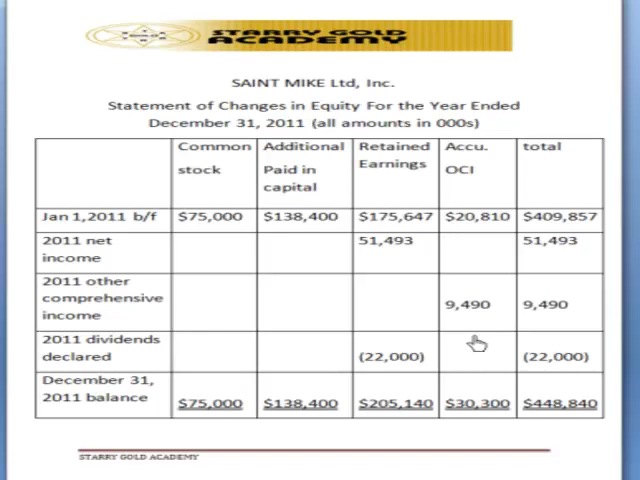 STARRY GOLD
ACADEMY
SAINT MIKE Ltd, Inc.
Statement of Changes in Equity For the Year Ended
December 31, 2011 (all amounts in 000s)
Common stock Additional Paid in capital Retained Earnings Accu. OCI total
Jan 1,2011 b/f $75,000 $138,400 $175,647 $20,810 $409,857
2011 net income 51,493 51,493
2011 other comprehensive income 9,490 9,490
2011 dividends declared (22,000) (22,000)
December 31, 2011 balance $75,000 $138,400 $205,140 $30,300 $448,840
STARRY GOLD ACADEMY